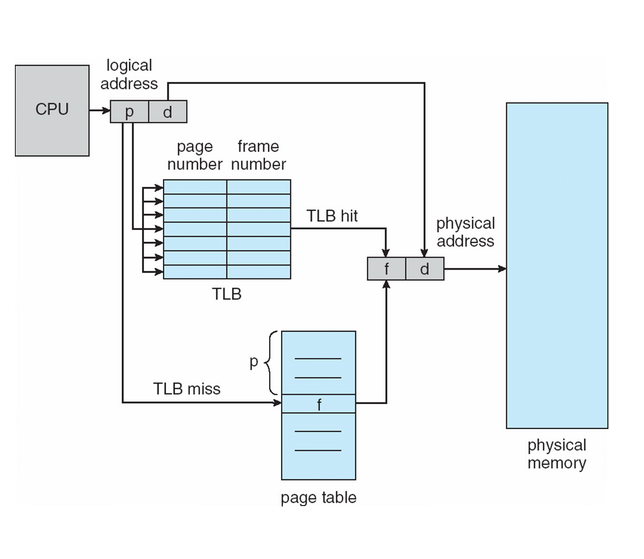 logical
address
CPU
p d
page frame
number number
TLB hit
physical
address
f d
TLB
p
TLB miss
f
page table
physical
memory